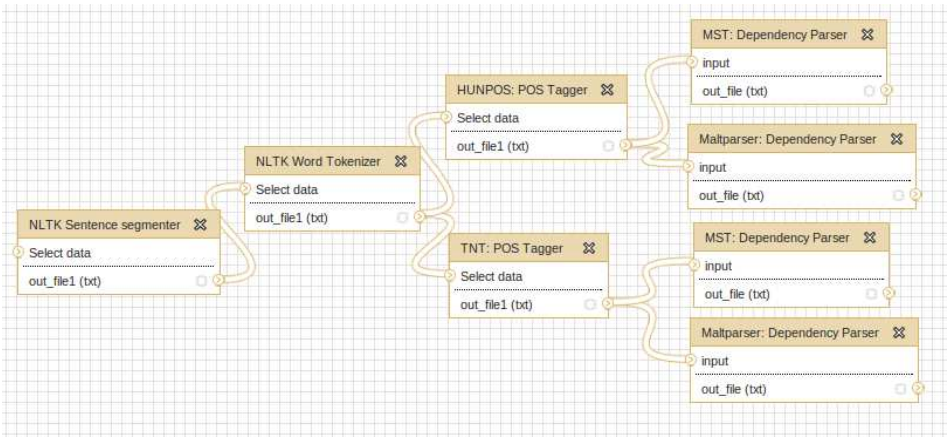 NLTK Sentence segmenter
Select data
out_file1 (txt)
NLTK Word Tokenizer
Select data
out_file1 (txt)
HUNPOS: POS Tagger
Select data
out_file1 (txt)
TNT: POS Tagger
Select data
out_file1 (txt)
MST: Dependency Parser
input
out_file (txt)
Maltparser: Dependency Parser
input
out_file (txt)
MST: Dependency Parser
input
out_file (txt)
Maltparser: Dependency Parser
input
out_file (txt)